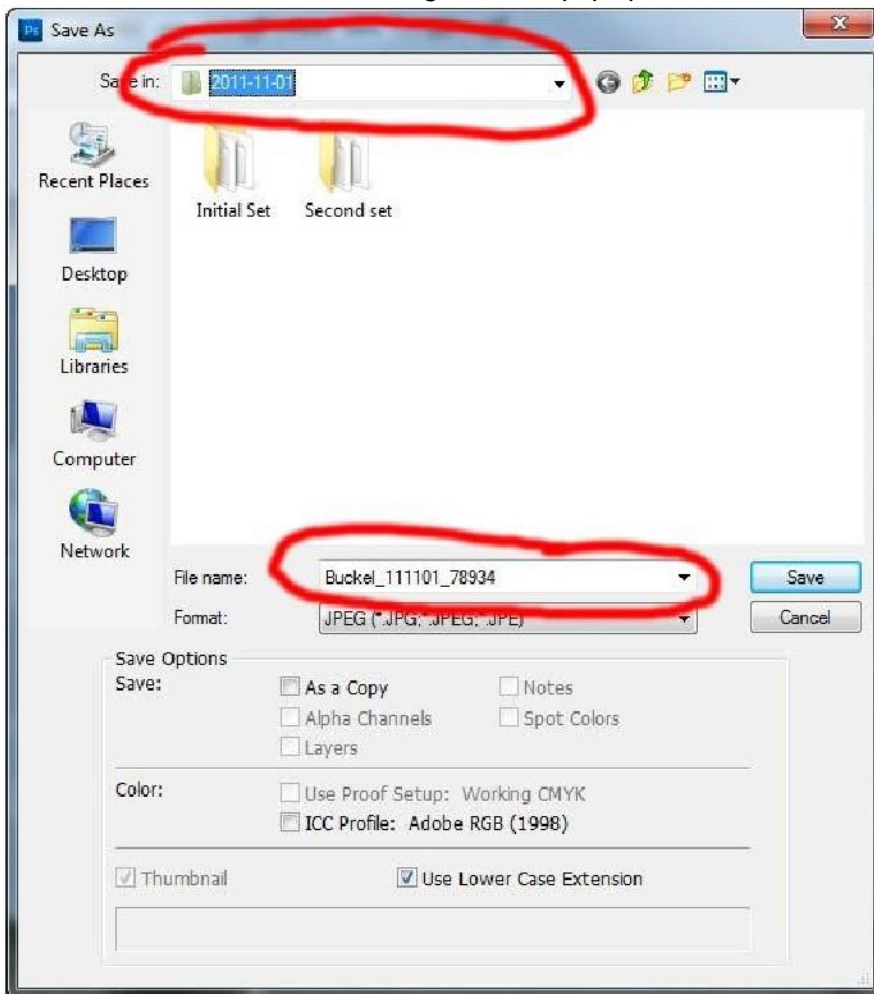 Ps Save As
Save in: 2011-11-01
Recent Places
Initial Set Second set
Desktop
Libraries
Computer
Network
File name: Buckel_111101_78934 Save
Format: JPEG (*.JPG;*.JPEG;*.JPE) Cancel
Save Options
Save: As a Copy Notes
Alpha Channels Spot Colors
Layers
Color: Use Proof Setup: Working CMYK
ICC Profile: Adobe RGB (1998)
Thumbnail Use Lower Case Extension